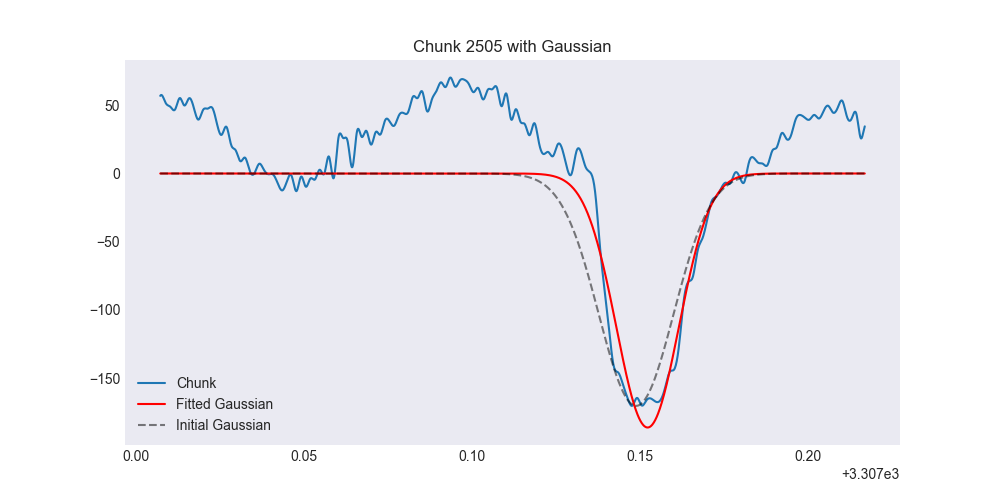 Chunk 2505 with Gaussian
50
0
−50
−100
−150
Chunk
Fitted Gaussian
Initial Gaussian
0.00 0.05 0.10 0.15 0.20
+3.307e3